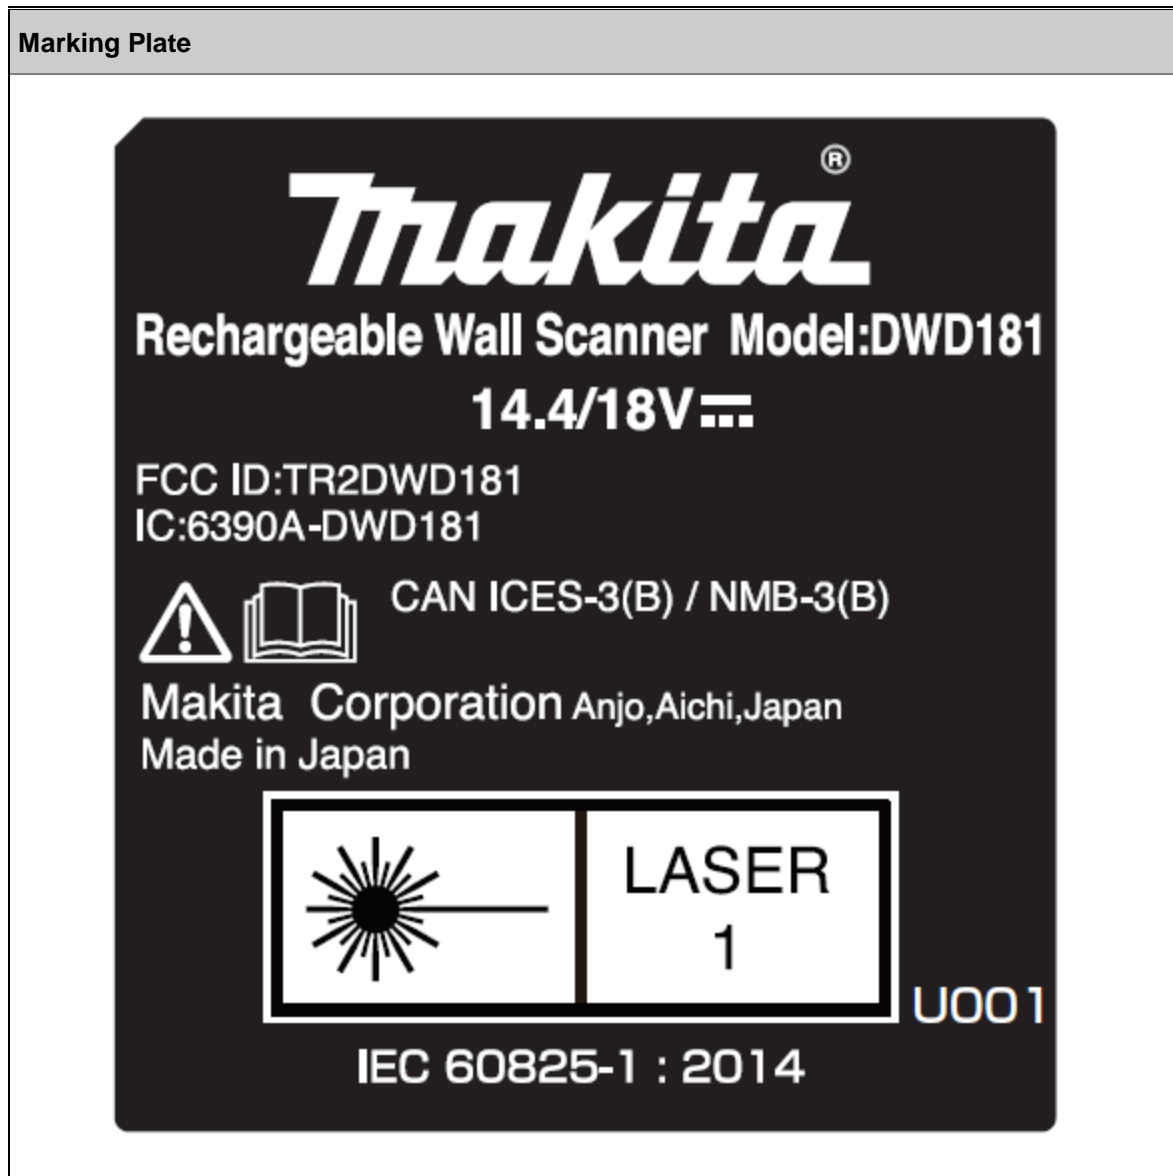 Marking Plate
Makita®
Rechargeable Wall Scanner Model:DWD181
14.4/18V
FCC ID:TR2DWD181
IC:6390A-DWD181
CAN ICES-3(B) / NMB-3(B)
Makita Corporation Anjo,Aichi,Japan
Made in Japan
LASER
1
U001
IEC 60825-1 : 2014